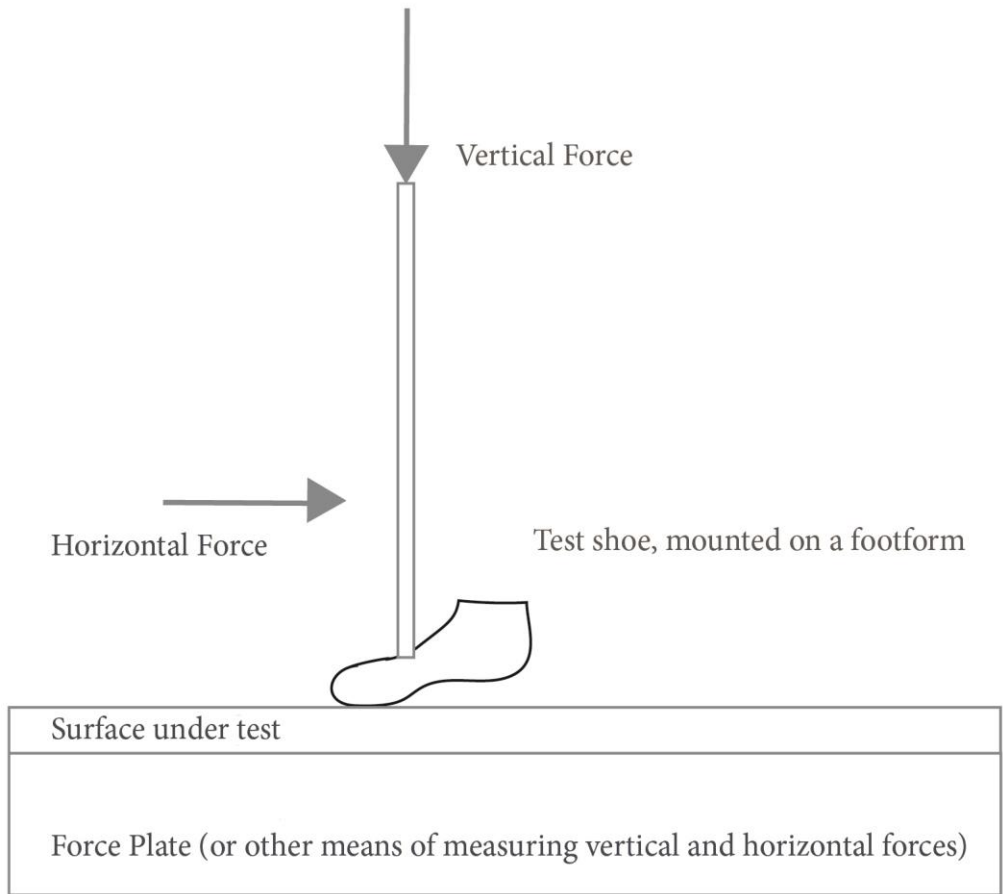 Vertical Force
Horizontal Force
Test shoe, mounted on a footform
Surface under test
Force Plate (or other means of measuring vertical and horizontal forces)